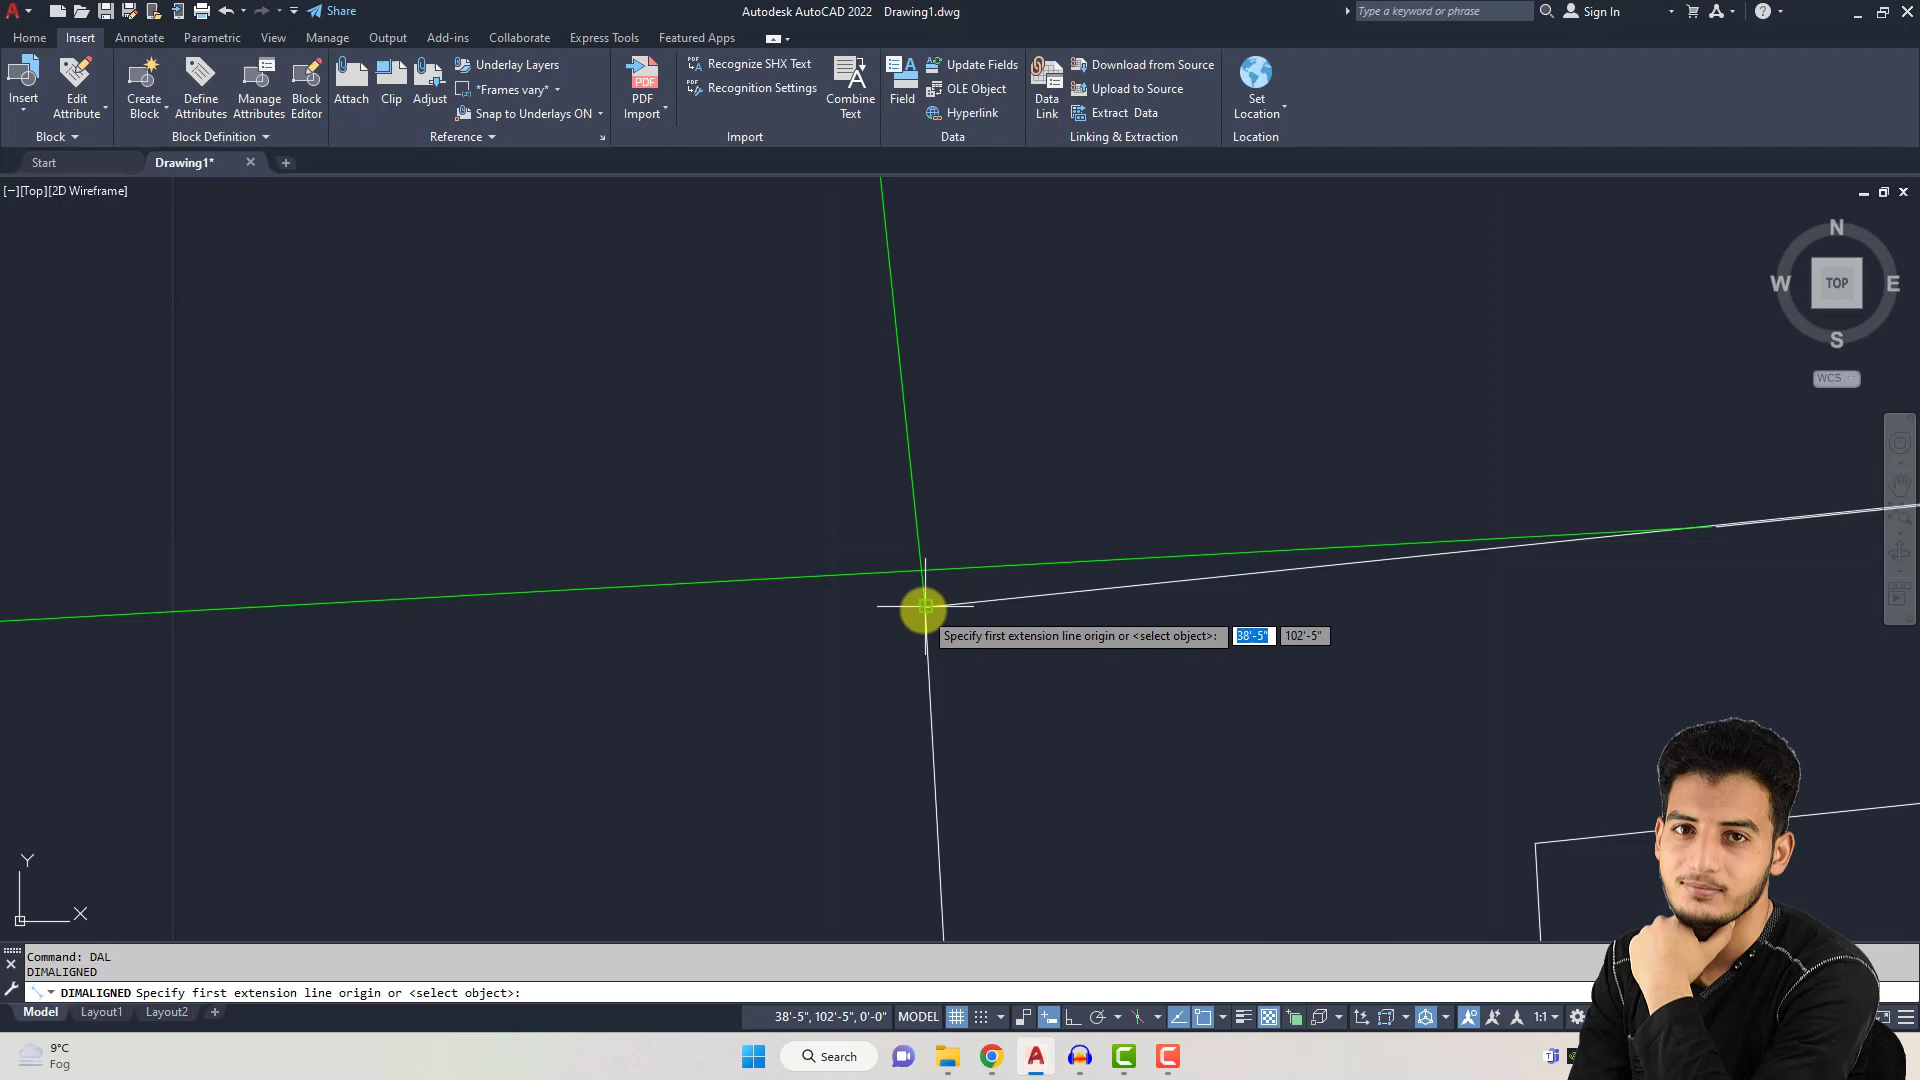 Share
Autodesk AutoCAD 2022 Drawing1.dwg
Type a keyword or phrase
Sign In
Home Insert Annotate Parametric View Manage Output Add-ins Collaborate Express Tools Featured Apps
Insert
Edit
Attribute
Block
Create
Block
Define
Attributes
Manage
Attributes
Block
Editor
Block Definition
Attach
Clip
Adjust
Underlay Layers
*Frames vary*
Snap to Underlays ON
Reference
PDF
Import
Recognize SHX Text
Recognition Settings
Combine
Text
Import
Field
Update Fields
OLE Object
Hyperlink
Data
Data
Link
Download from Source
Upload to Source
Extract Data
Linking & Extraction
Set
Location
Location
Start
Drawing1*
[−][Top][2D Wireframe]
N
W
TOP
E
S
WCS
Specify first extension line origin or <select object>: 38'-5" 102'-5"
Y
X
Command: DAL
DIMALIGNED
DIMALIGNED Specify first extension line origin or <select object>:
Model Layout1 Layout2
38'-5", 102'-5", 0'-0" MODEL
1:1
9°C
Fog
Search